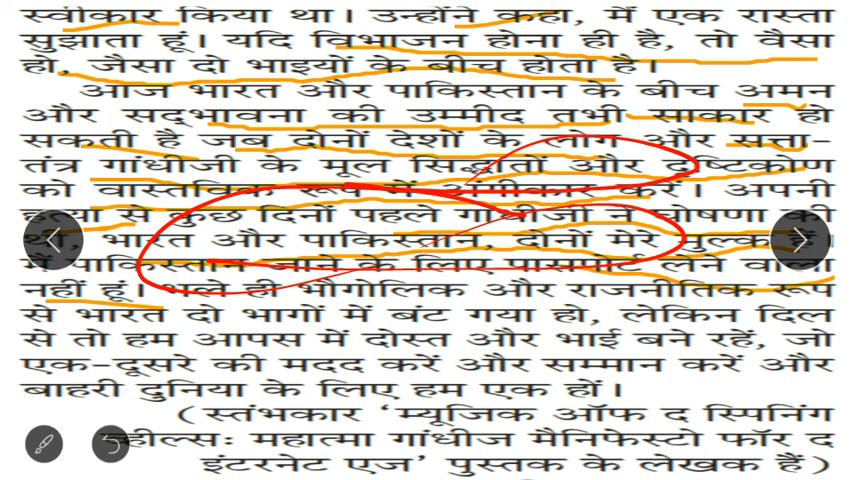 स्वीकार किया था। उन्होंने कहा, मैं एक रास्ता
सुझाता हूं। यदि विभाजन होना ही है, तो वैसा
हो, जैसा दो भाइयों के बीच होता है।
आज भारत और पाकिस्तान के बीच अमन
और सद्भावना की उम्मीद तभी साकार हो
सकती है जब दोनों देशों के लोग और सत्ता-
तंत्र गांधीजी के मूल सिद्धांतों और दृष्टिकोण
को वास्तविक रूप में अंगीकार करें। अपनी
हत्या से कुछ दिनों पहले गांधीजी ने घोषणा की
थी, भारत और पाकिस्तान, दोनों मेरे मुल्क हैं।
मैं पाकिस्तान जाने के लिए पासपोर्ट लेने वाला
नहीं हूं। भले ही भौगोलिक और राजनीतिक रूप
से भारत दो भागों में बंट गया हो, लेकिन दिल
से तो हम आपस में दोस्त और भाई बने रहें, जो
एक-दूसरे की मदद करें और सम्मान करें और
बाहरी दुनिया के लिए हम एक हों।
(स्तंभकार ‘म्यूजिक ऑफ द स्पिनिंग
व्हील्सः महात्मा गांधीज मैनिफेस्टो फॉर द
इंटरनेट एज’ पुस्तक के लेखक हैं)